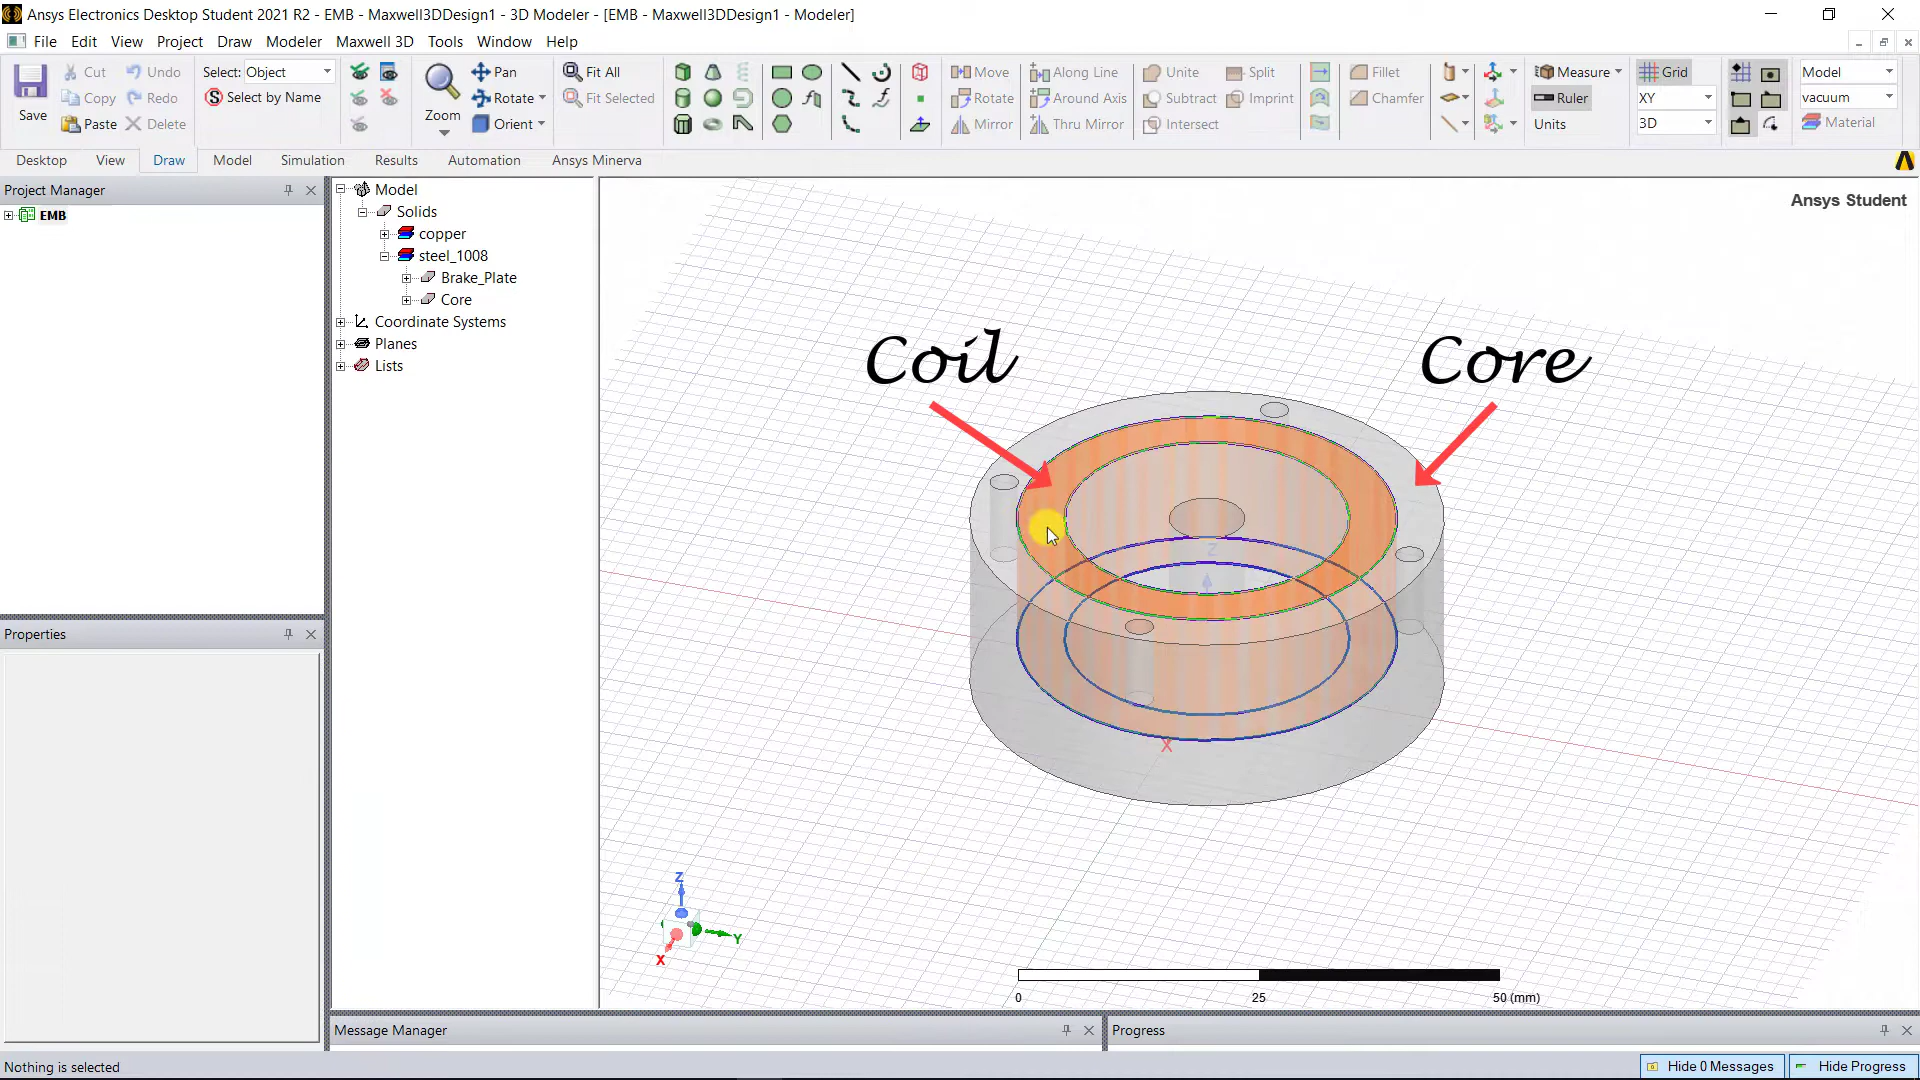 Ansys Electronics Desktop Student 2021 R2 - EMB - Maxwell3DDesign1 - 3D Modeler - [EMB - Maxwell3DDesign1 - Modeler]
File Edit View Project Draw Modeler Maxwell 3D Tools Window Help
Save
Cut
Copy
Paste
Undo
Redo
Delete
Select: Object
Select by Name
Zoom
Pan
Rotate
Orient
Fit All
Fit Selected
Move
Rotate
Mirror
Along Line
Around Axis
Thru Mirror
Unite
Subtract
Intersect
Split
Imprint
Fillet
Chamfer
Measure
Ruler
Units
Grid
XY
3D
Model
vacuum
Material
Desktop View Draw Model Simulation Results Automation Ansys Minerva
Project Manager
EMB
Properties
Model
Solids
copper
steel_1008
Brake_Plate
Core
Coordinate Systems
Planes
Lists
Ansys Student
Coil
Core
Z
X
Z
Y
X
0 25 50 (mm)
Message Manager
Progress
Nothing is selected
Hide 0 Messages
Hide Progress